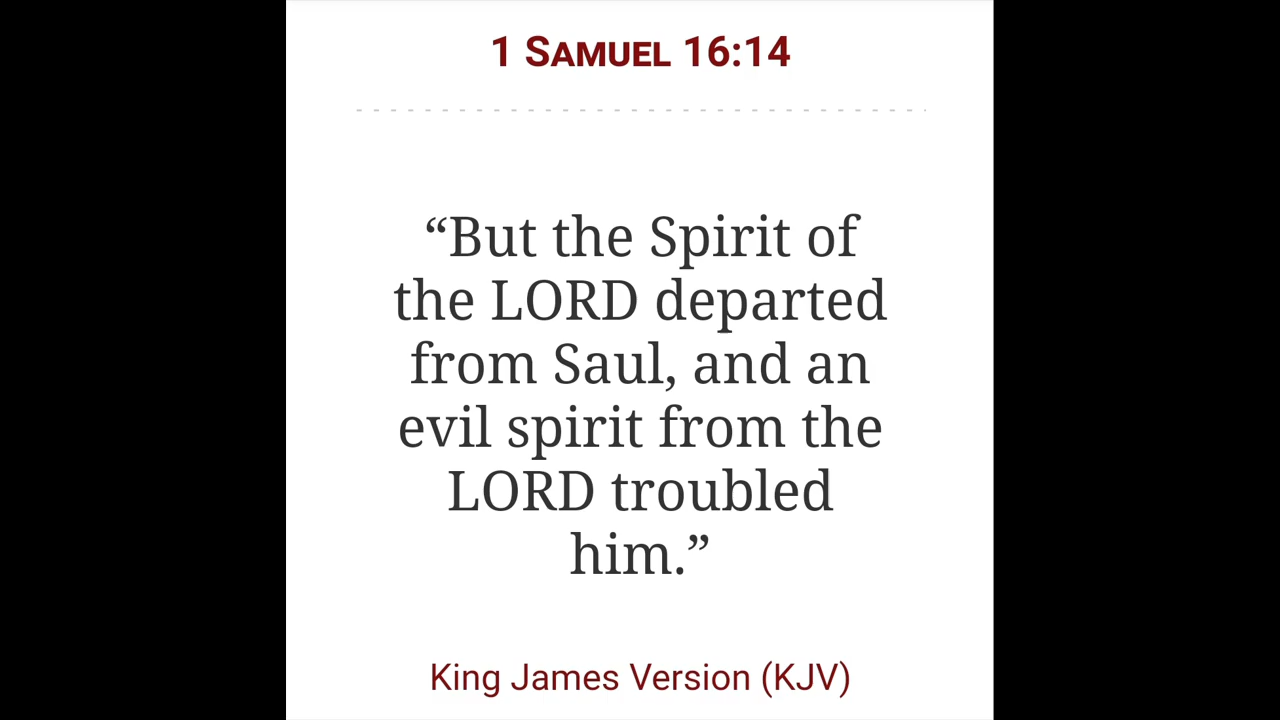 1 Samuel 16:14
“But the Spirit of
the LORD departed
from Saul, and an
evil spirit from the
LORD troubled
him.”
King James Version (KJV)